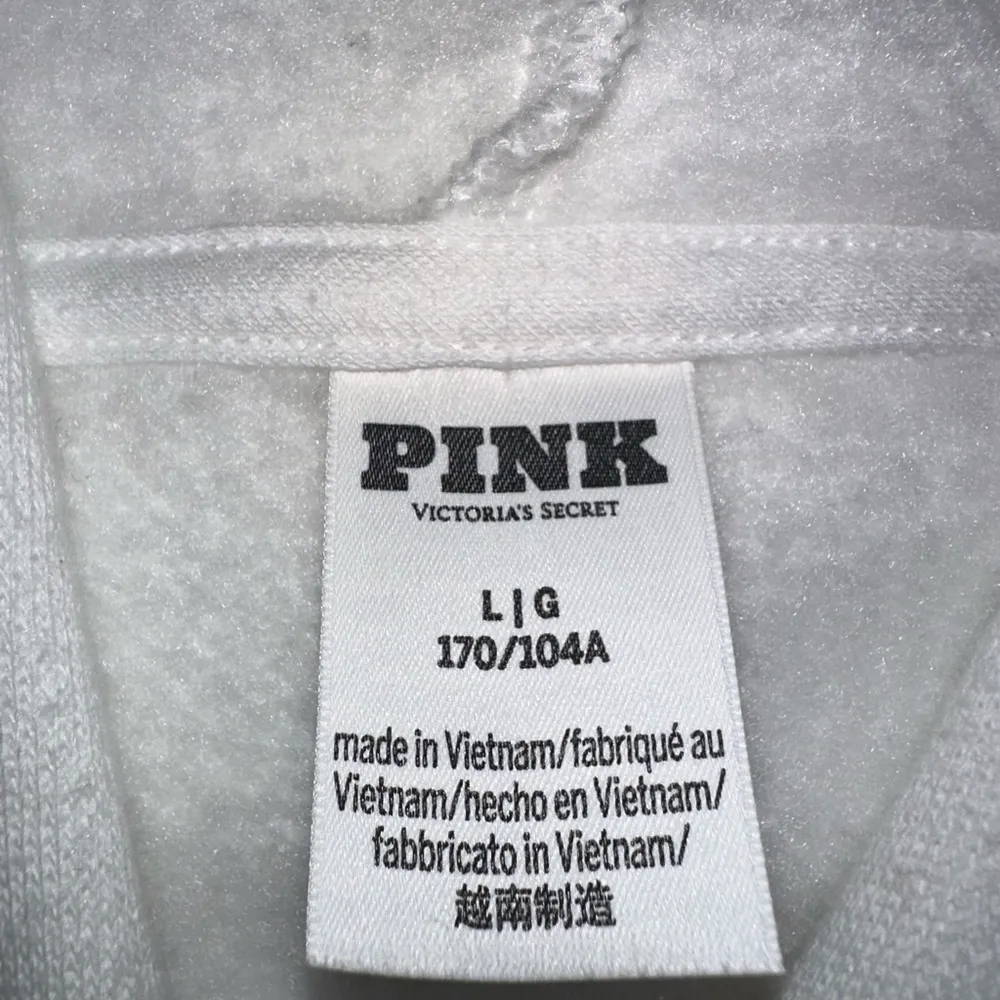 PINK
VICTORIA'S SECRET
L | G
170/104A
made in Vietnam/fabriqué au
Vietnam/hecho en Vietnam/
fabbricato in Vietnam/
越南制造